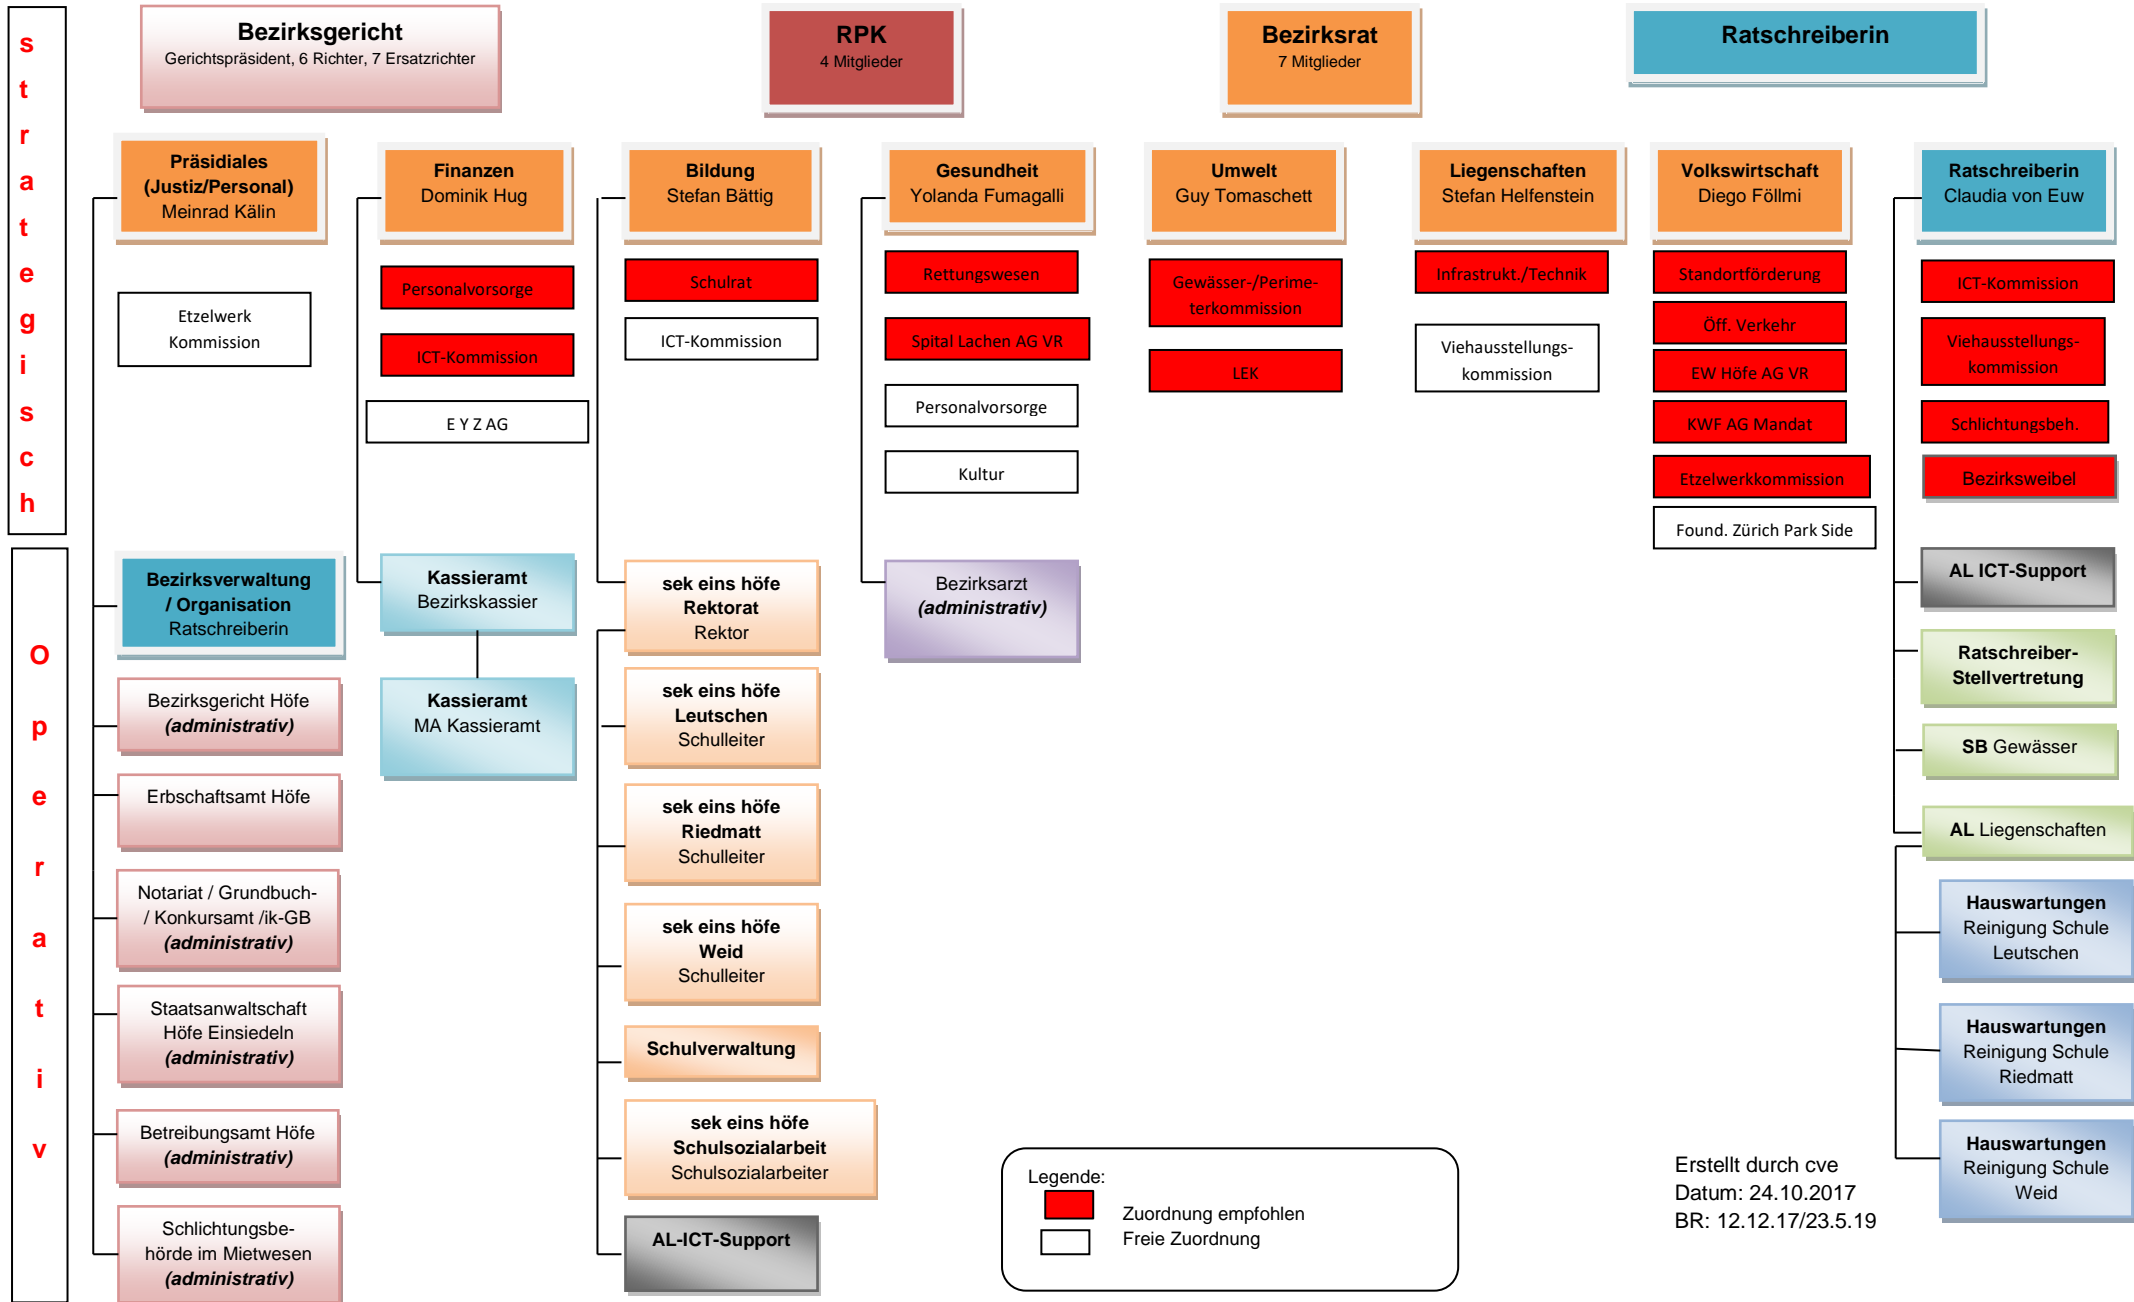 strategisch
Operativ
Bezirksgericht
Gerichtspräsident, 6 Richter, 7 Ersatzrichter
RPK
4 Mitglieder
Bezirksrat
7 Mitglieder
Ratschreiberin
Präsidiales
(Justiz/Personal)
Meinrad Kälin
Etzelwerk
Kommission
Bezirksverwaltung
/ Organisation
Ratschreiberin
Bezirksgericht Höfe
(administrativ)
Erbschaftsamt Höfe
Notariat / Grundbuch-
/ Konkursamt /ik-GB
(administrativ)
Staatsanwaltschaft
Höfe Einsiedeln
(administrativ)
Betreibungsamt Höfe
(administrativ)
Schlichtungsbe-
hörde im Mietwesen
(administrativ)
Finanzen
Dominik Hug
Personalvorsorge
ICT-Kommission
E Y Z AG
Kassieramt
Bezirkskassier
Kassieramt
MA Kassieramt
Bildung
Stefan Bättig
Schulrat
ICT-Kommission
sek eins höfe
Rektorat
Rektor
sek eins höfe
Leutschen
Schulleiter
sek eins höfe
Riedmatt
Schulleiter
sek eins höfe
Weid
Schulleiter
Schulverwaltung
sek eins höfe
Schulsozialarbeit
Schulsozialarbeiter
AL-ICT-Support
Gesundheit
Yolanda Fumagalli
Rettungswesen
Spital Lachen AG VR
Personalvorsorge
Kultur
Bezirksarzt
(administrativ)
Umwelt
Guy Tomaschett
Gewässer-/Perime-
terkommission
LEK
Liegenschaften
Stefan Helfenstein
Infrastrukt./Technik
Viehausstellungs-
kommission
Volkswirtschaft
Diego Föllmi
Standortförderung
Öff. Verkehr
EW Höfe AG VR
KWF AG Mandat
Etzelwerkkommission
Found. Zürich Park Side
Ratschreiberin
Claudia von Euw
ICT-Kommission
Viehausstellungs-
kommission
Schlichtungsbeh.
Bezirksweibel
AL ICT-Support
Ratschreiber-
Stellvertretung
SB Gewässer
AL Liegenschaften
Hauswartungen
Reinigung Schule
Leutschen
Hauswartungen
Reinigung Schule
Riedmatt
Hauswartungen
Reinigung Schule
Weid
Legende:
Zuordnung empfohlen
Freie Zuordnung
Erstellt durch cve
Datum: 24.10.2017
BR: 12.12.17/23.5.19